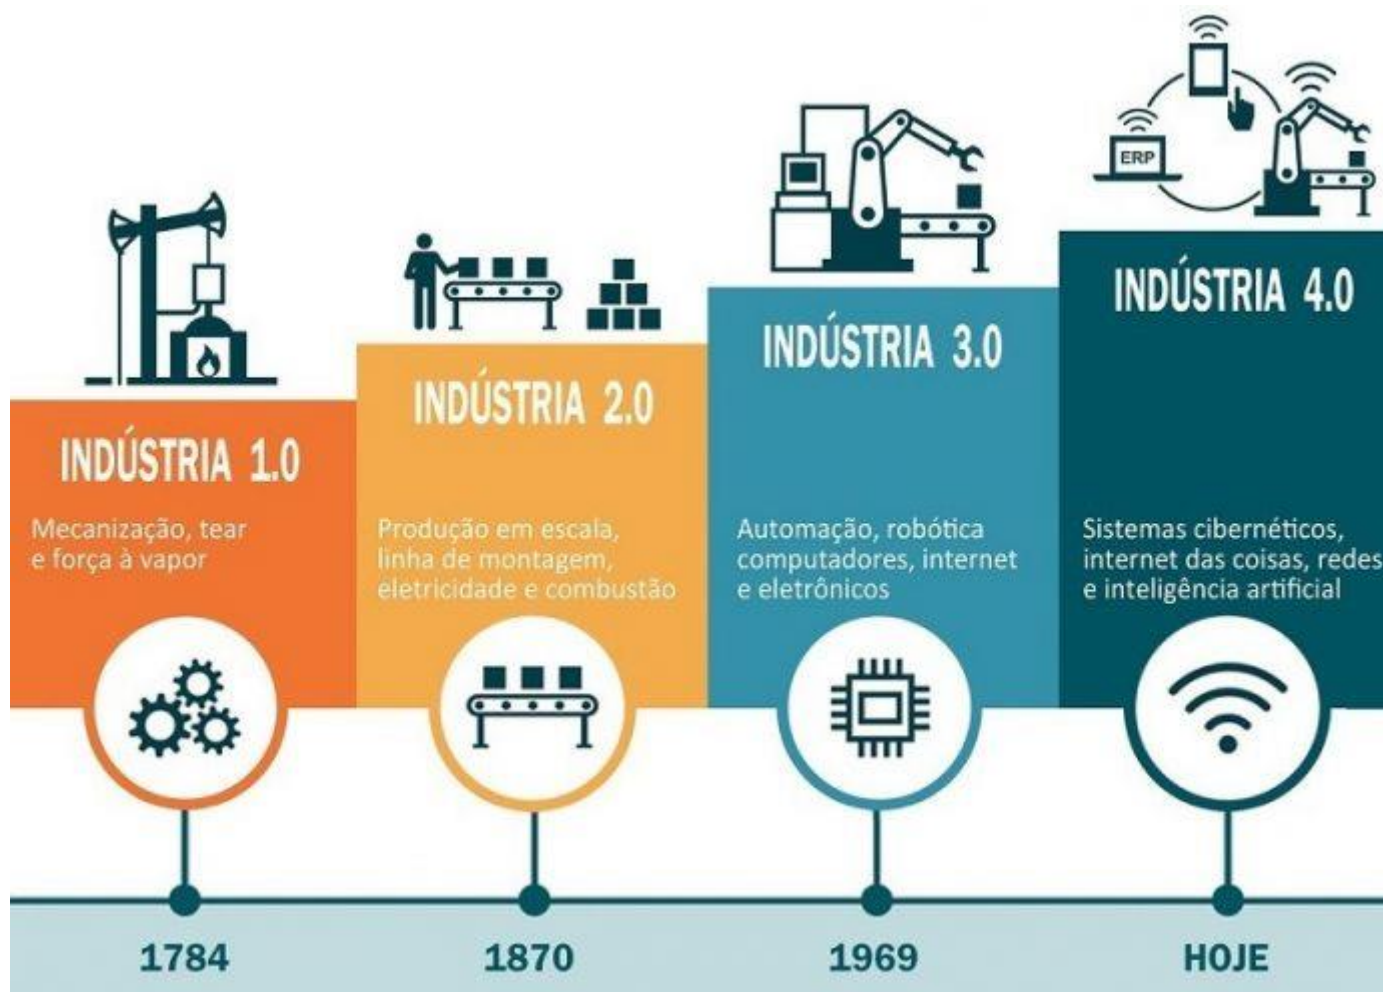 ERP
INDÚSTRIA 4.0
INDÚSTRIA 3.0
INDÚSTRIA 2.0
INDÚSTRIA 1.0
Mecanização, tear
e força à vapor
Produção em escala,
linha de montagem,
eletricidade e combustão
Automação, robótica
computadores, internet
e eletrônicos
Sistemas cibernéticos,
internet das coisas, redes
e inteligência artificial
1784
1870
1969
HOJE